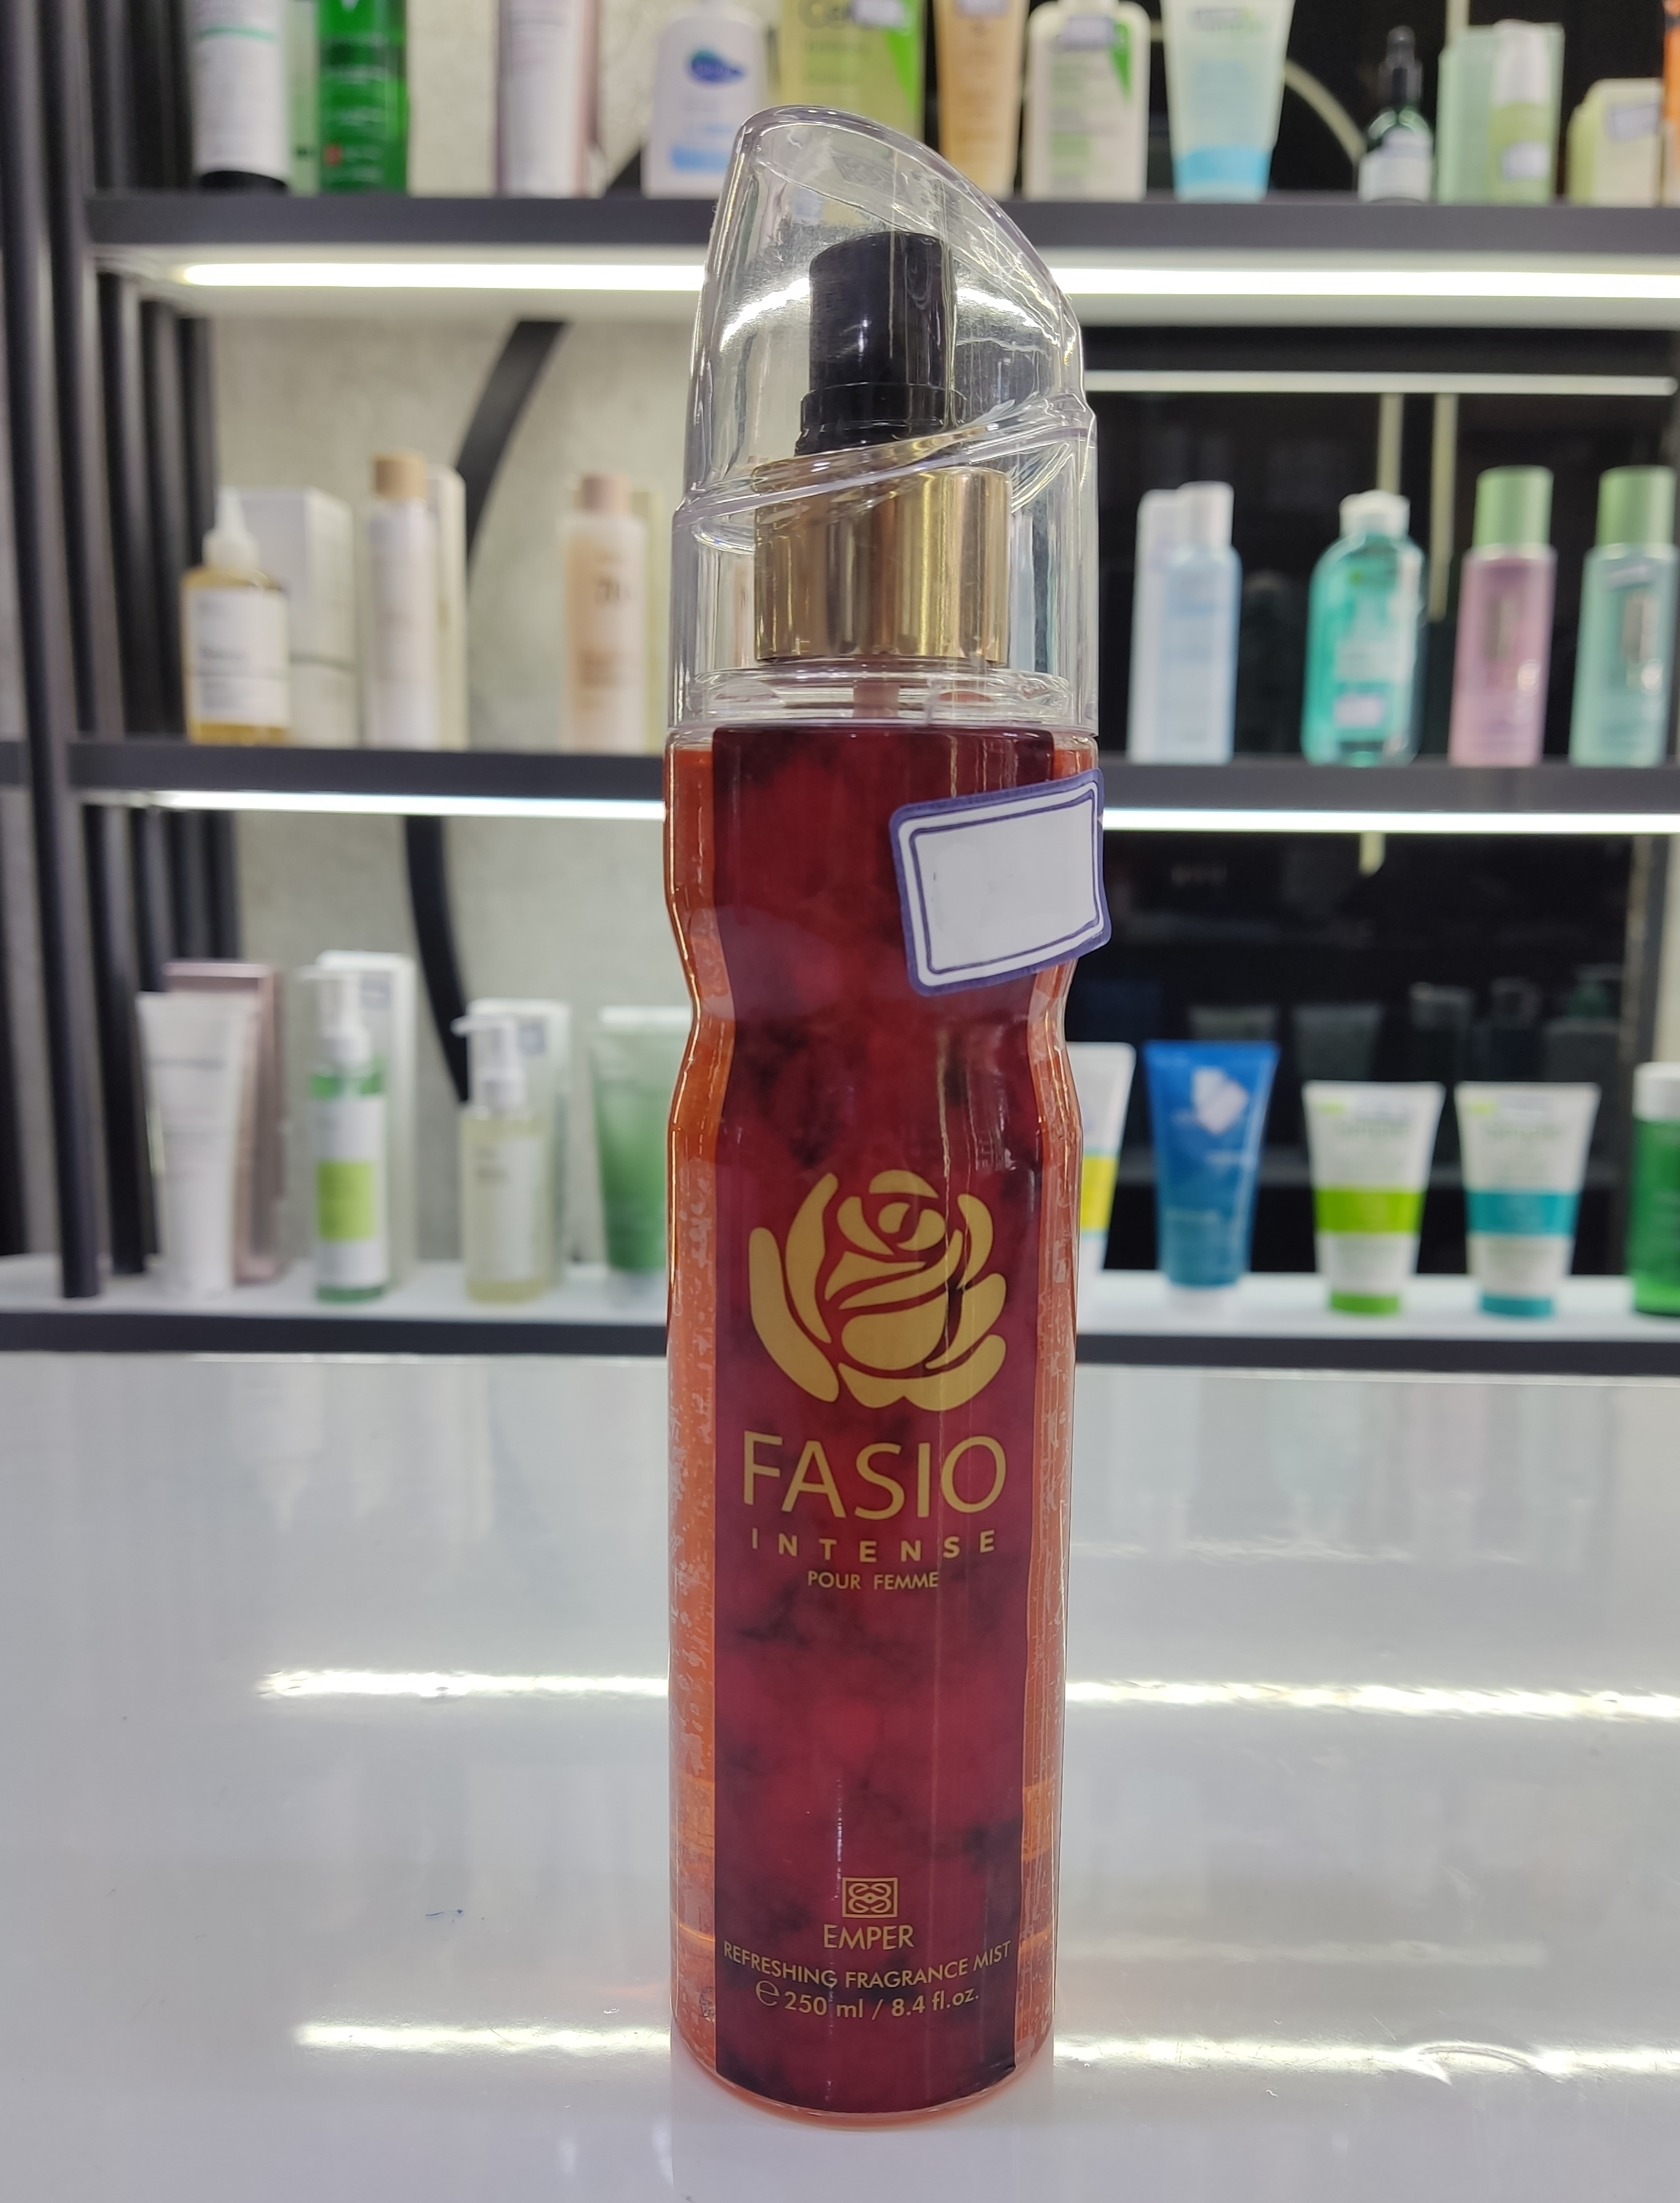 FASIO
INTENSE
POUR FEMME
EMPER
REFRESHING FRAGRANCE MIST
℮ 250 ml / 8.4 fl.oz.